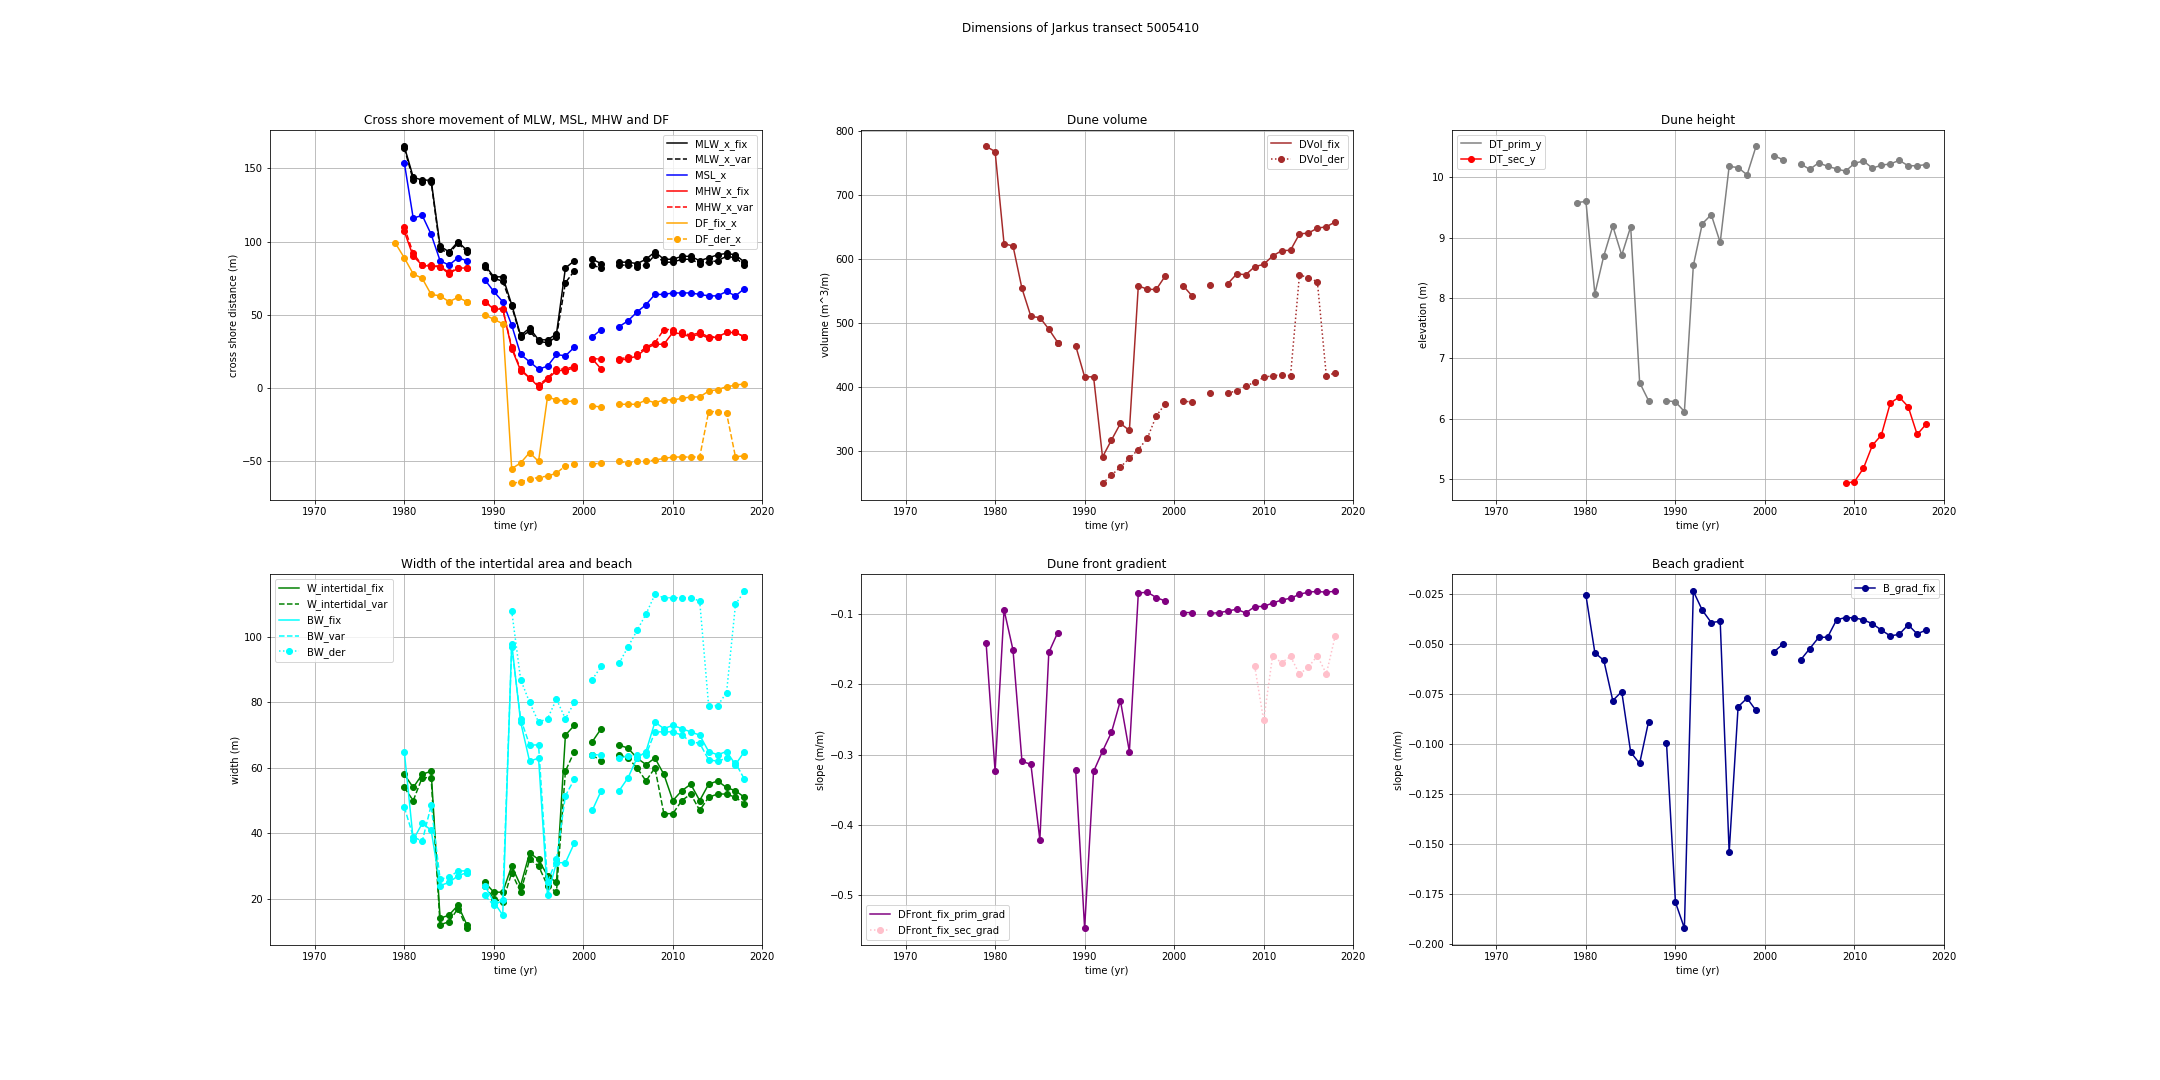 Dimensions of Jarkus transect 5005410
Cross shore movement of MLW, MSL, MHW and DF
cross shore distance (m)
150
100
50
0
−50
MLW_x_fix
MLW_x_var
MSL_x
MHW_x_fix
MHW_x_var
DF_fix_x
DF_der_x
1970 1980 1990 2000 2010 2020
time (yr)
Dune volume
volume (m^3/m)
800
700
600
500
400
300
DVol_fix
DVol_der
1970 1980 1990 2000 2010 2020
time (yr)
Dune height
elevation (m)
10
9
8
7
6
5
DT_prim_y
DT_sec_y
1970 1980 1990 2000 2010 2020
time (yr)
Width of the intertidal area and beach
width (m)
100
80
60
40
20
W_intertidal_fix
W_intertidal_var
BW_fix
BW_var
BW_der
1970 1980 1990 2000 2010 2020
time (yr)
Dune front gradient
slope (m/m)
−0.1
−0.2
−0.3
−0.4
−0.5
DFront_fix_prim_grad
DFront_fix_sec_grad
1970 1980 1990 2000 2010 2020
time (yr)
Beach gradient
slope (m/m)
−0.025
−0.050
−0.075
−0.100
−0.125
−0.150
−0.175
−0.200
B_grad_fix
1970 1980 1990 2000 2010 2020
time (yr)